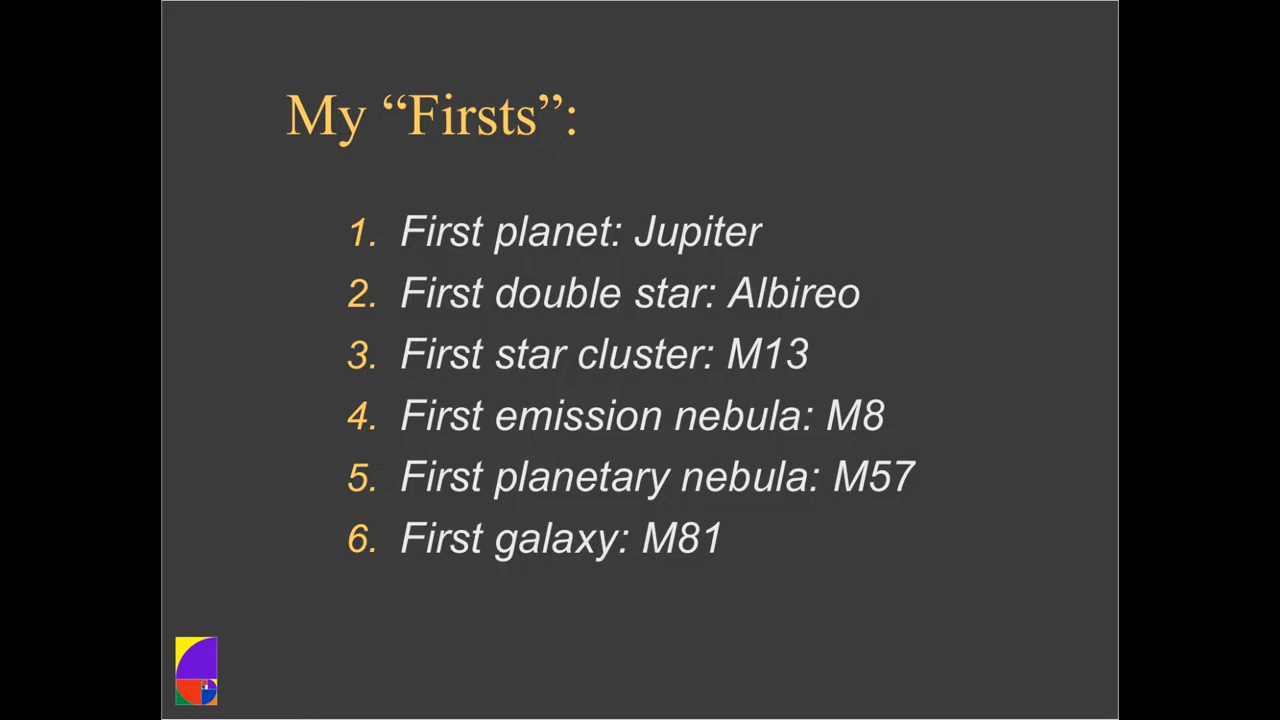 My “Firsts”:
1. First planet: Jupiter
2. First double star: Albireo
3. First star cluster: M13
4. First emission nebula: M8
5. First planetary nebula: M57
6. First galaxy: M81